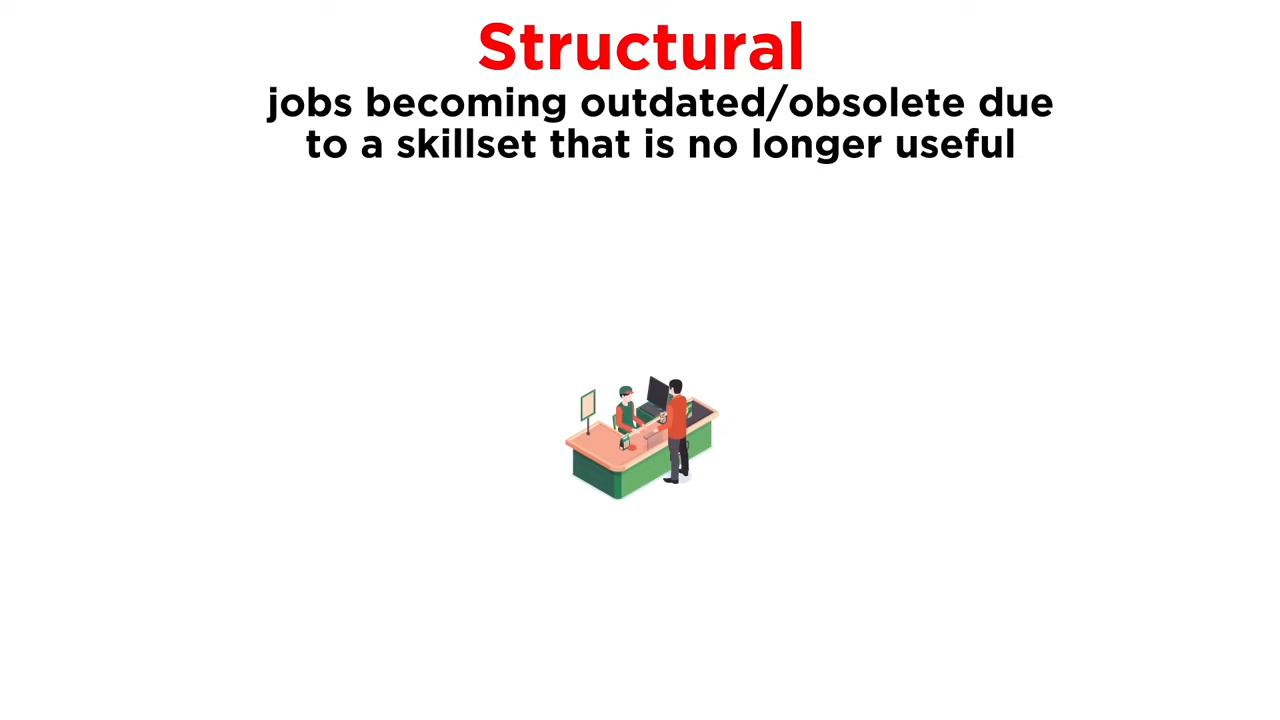 Structural
jobs becoming outdated/obsolete due
to a skillset that is no longer useful